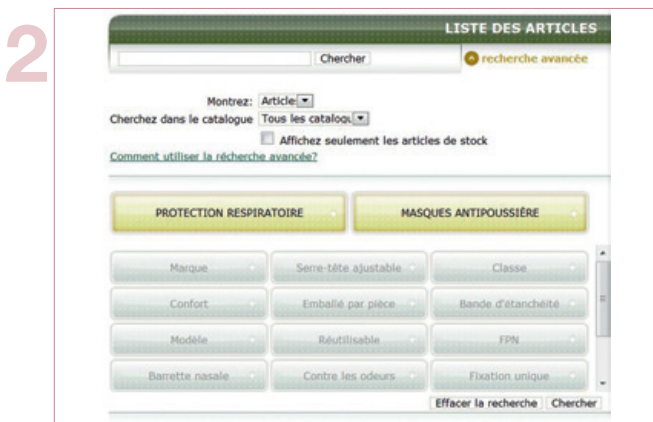 2
LISTE DES ARTICLES
Chercher recherche avancée
Montrez: Article
Cherchez dans le catalogue Tous les catalogu
Affichez seulement les articles de stock
Comment utiliser la récherche avancée?
PROTECTION RESPIRATOIRE MASQUES ANTIPOUSSIÈRE
Marque Serre-tête ajustable Classe
Confort Emballé par pièce Bande d'étanchéité
Modèle Réutilisable FPN
Barrette nasale Contre les odeurs Fixation unique
Effacer la recherche Chercher